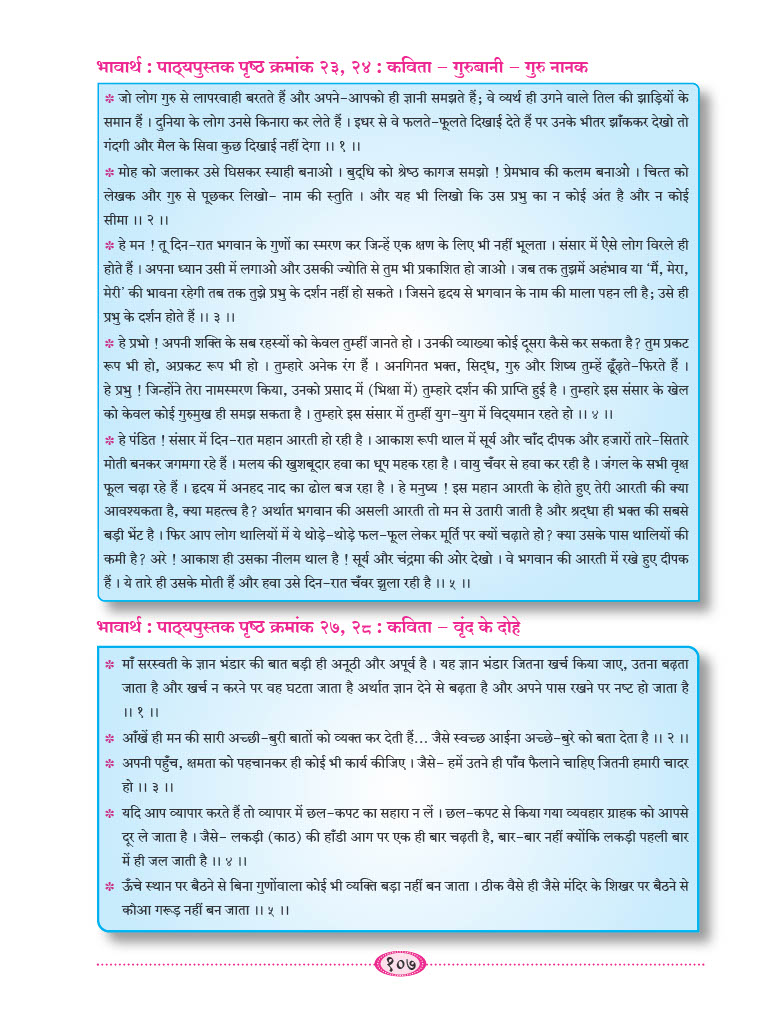 भावार्थ : पाठ्यपुस्तक पृष्ठ क्रमांक २३, २४ : कविता – गुरुबानी – गुरु नानक
❉ जो लोग गुरु से लापरवाही बरतते हैं और अपने-आपको ही ज्ञानी समझते हैं; वे व्यर्थ ही उगने वाले तिल की झाड़ियों के
समान हैं । दुनिया के लोग उनसे किनारा कर लेते हैं । इधर से वे फलते-फूलते दिखाई देते हैं पर उनके भीतर झाँककर देखो तो
गंदगी और मैल के सिवा कुछ दिखाई नहीं देगा ।। १ ।।
❉ मोह को जलाकर उसे घिसकर स्याही बनाओ । बुद्धि को श्रेष्ठ कागज समझो ! प्रेमभाव की कलम बनाओ । चित्त को
लेखक और गुरु से पूछकर लिखो- नाम की स्तुति । और यह भी लिखो कि उस प्रभु का न कोई अंत है और न कोई
सीमा ।। २ ।।
❉ हे मन ! तू दिन-रात भगवान के गुणों का स्मरण कर जिन्हें एक क्षण के लिए भी नहीं भूलता । संसार में ऐसे लोग विरले ही
होते हैं । अपना ध्यान उसी में लगाओ और उसकी ज्योति से तुम भी प्रकाशित हो जाओ । जब तक तुझमें अहंभाव या ‘मैं, मेरा,
मेरी’ की भावना रहेगी तब तक तुझे प्रभु के दर्शन नहीं हो सकते । जिसने हृदय से भगवान के नाम की माला पहन ली है; उसे ही
प्रभु के दर्शन होते हैं ।। ३ ।।
❉ हे प्रभो ! अपनी शक्ति के सब रहस्यों को केवल तुम्हीं जानते हो । उनकी व्याख्या कोई दूसरा कैसे कर सकता है? तुम प्रकट
रूप भी हो, अप्रकट रूप भी हो । तुम्हारे अनेक रंग हैं । अनगिनत भक्त, सिद्ध, गुरु और शिष्य तुम्हें ढूँढ़ते-फिरते हैं ।
हे प्रभु ! जिन्होंने तेरा नामस्मरण किया, उनको प्रसाद में (भिक्षा में) तुम्हारे दर्शन की प्राप्ति हुई है । तुम्हारे इस संसार के खेल
को केवल कोई गुरुमुख ही समझ सकता है । तुम्हारे इस संसार में तुम्हीं युग-युग में विद्यमान रहते हो ।। ४ ।।
❉ हे पंडित ! संसार में दिन-रात महान आरती हो रही है । आकाश रूपी थाल में सूर्य और चाँद दीपक और हजारों तारे-सितारे
मोती बनकर जगमगा रहे हैं । मलय की खुशबूदार हवा का धूप महक रहा है । वायु चँवर से हवा कर रही है । जंगल के सभी वृक्ष
फूल चढ़ा रहे हैं । हृदय में अनहद नाद का ढोल बज रहा है । हे मनुष्य ! इस महान आरती के होते हुए तेरी आरती की क्या
आवश्यकता है, क्या महत्त्व है? अर्थात भगवान की असली आरती तो मन से उतारी जाती है और श्रद्धा ही भक्त की सबसे
बड़ी भेंट है । फिर आप लोग थालियों में ये थोड़े-थोड़े फल-फूल लेकर मूर्ति पर क्यों चढ़ाते हो? क्या उसके पास थालियों की
कमी है? अरे ! आकाश ही उसका नीलम थाल है ! सूर्य और चंद्रमा की ओर देखो । वे भगवान की आरती में रखे हुए दीपक
हैं । ये तारे ही उसके मोती हैं और हवा उसे दिन-रात चँवर झुला रही है ।। ५ ।।
भावार्थ : पाठ्यपुस्तक पृष्ठ क्रमांक २७, २८ : कविता – वृंद के दोहे
❉ माँ सरस्वती के ज्ञान भंडार की बात बड़ी ही अनूठी और अपूर्व है । यह ज्ञान भंडार जितना खर्च किया जाए, उतना बढ़ता
जाता है और खर्च न करने पर वह घटता जाता है अर्थात ज्ञान देने से बढ़ता है और अपने पास रखने पर नष्ट हो जाता है
।। १ ।।
❉ आँखें ही मन की सारी अच्छी-बुरी बातों को व्यक्त कर देती हैं... जैसे स्वच्छ आईना अच्छे-बुरे को बता देता है ।। २ ।।
❉ अपनी पहुँच, क्षमता को पहचानकर ही कोई भी कार्य कीजिए । जैसे- हमें उतने ही पाँव फैलाने चाहिए जितनी हमारी चादर
हो ।। ३ ।।
❉ यदि आप व्यापार करते हैं तो व्यापार में छल-कपट का सहारा न लें । छल-कपट से किया गया व्यवहार ग्राहक को आपसे
दूर ले जाता है । जैसे- लकड़ी (काठ) की हाँडी आग पर एक ही बार चढ़ती है, बार-बार नहीं क्योंकि लकड़ी पहली बार
में ही जल जाती है ।। ४ ।।
❉ ऊँचे स्थान पर बैठने से बिना गुणोंवाला कोई भी व्यक्ति बड़ा नहीं बन जाता । ठीक वैसे ही जैसे मंदिर के शिखर पर बैठने से
कौआ गरूड़ नहीं बन जाता ।। ५ ।।
१०७